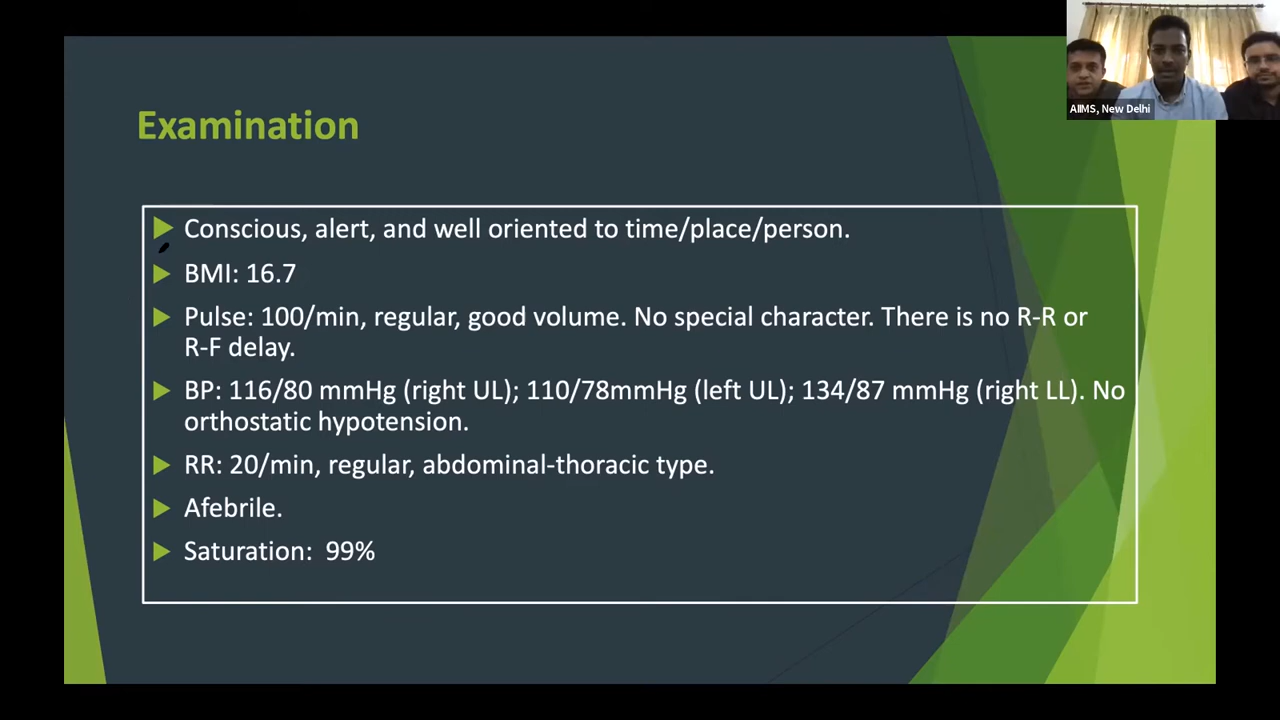 AIIMS, New Delhi
Examination
Conscious, alert, and well oriented to time/place/person.
BMI: 16.7
Pulse: 100/min, regular, good volume. No special character. There is no R-R or
R-F delay.
BP: 116/80 mmHg (right UL); 110/78mmHg (left UL); 134/87 mmHg (right LL). No
orthostatic hypotension.
RR: 20/min, regular, abdominal-thoracic type.
Afebrile.
Saturation:  99%